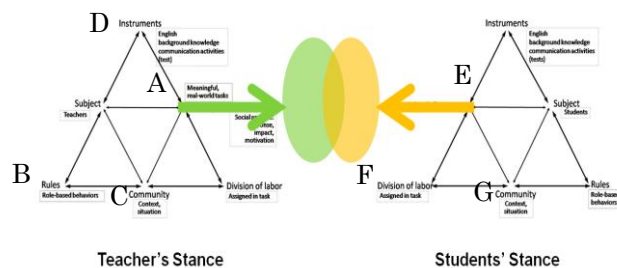 D
Instruments
English
background knowledge
communication activities
(test)
A
Meaningful,
real-world tasks
Subject
Teachers
impact,
motivation
B
Rules
Role-based behaviors
C
Community
Context,
situation
Division of labor
Assigned in task
Teacher's Stance
Instruments
English
background knowledge
communication activities
(tests)
E
Subject
Students
F
Division of labor
Assigned in task
G
Community
Context,
situation
Rules
Role-based
behaviors
Students' Stance